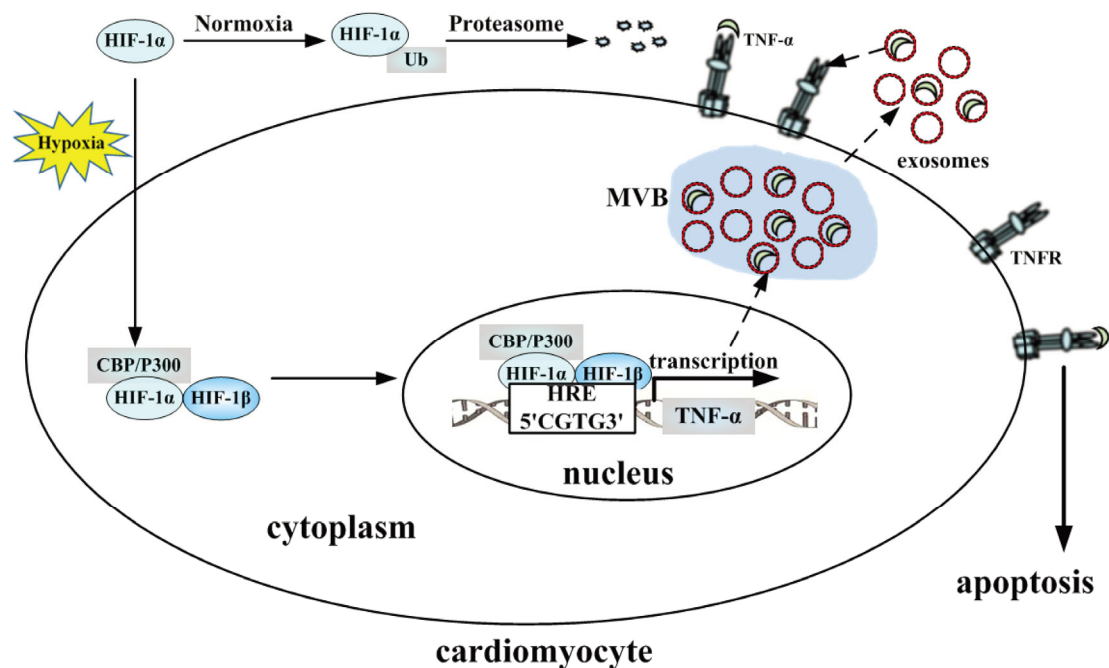 HIF-1α
Normoxia
HIF-1α
Ub
Proteasome
TNF-α
Hypoxia
exosomes
MVB
TNFR
CBP/P300
HIF-1α
HIF-1β
CBP/P300
HIF-1α
HIF-1β
transcription
HRE
5'CGTG3'
TNF-α
nucleus
cytoplasm
apoptosis
cardiomyocyte